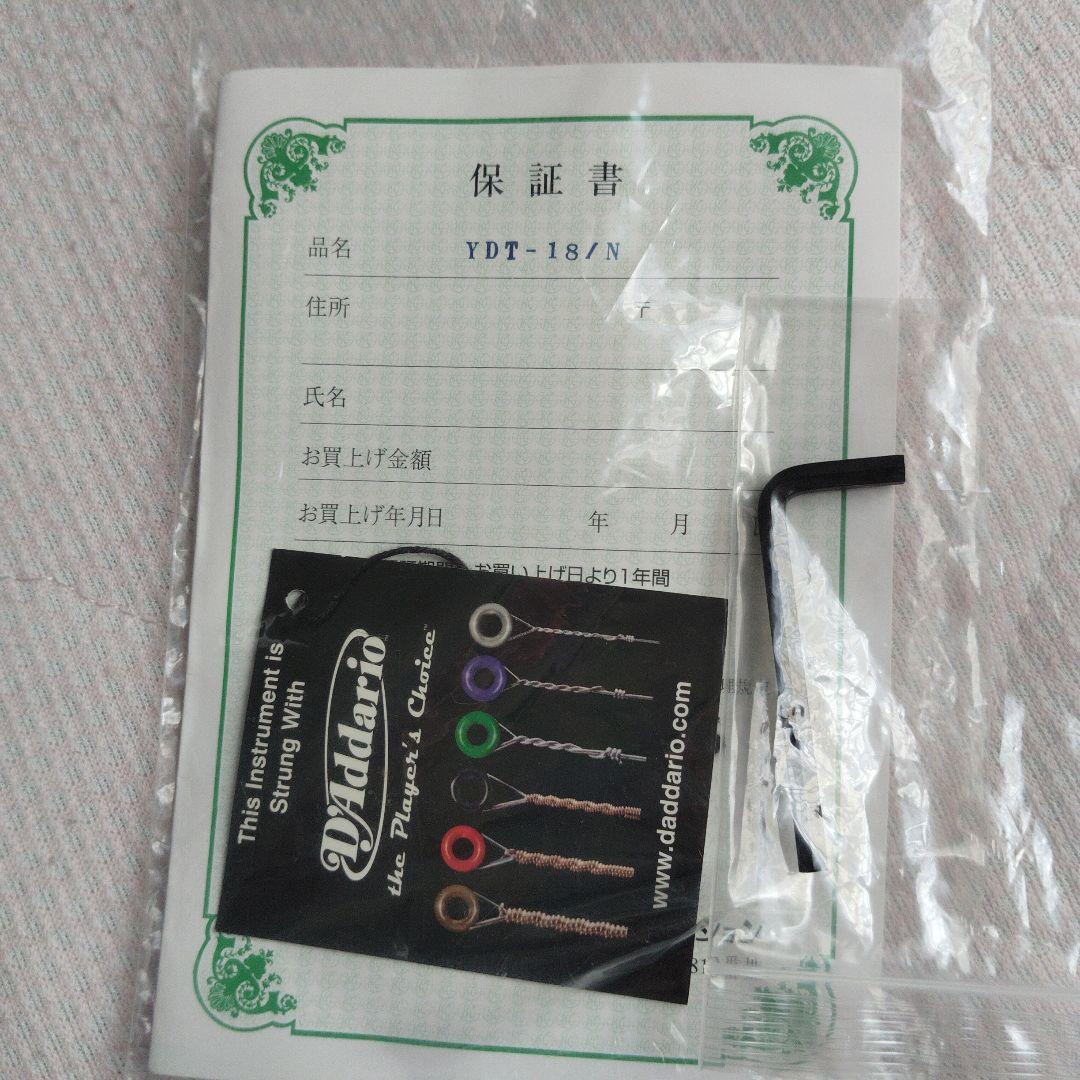 保証書
品名 YDT-18/N
住所 〒
氏名
お買上げ金額
お買上げ年月日 年 月
お買い上げ日より1年間
This Instrument is
Strung With
D'Addario™
the Player's Choice™
www.daddario.com